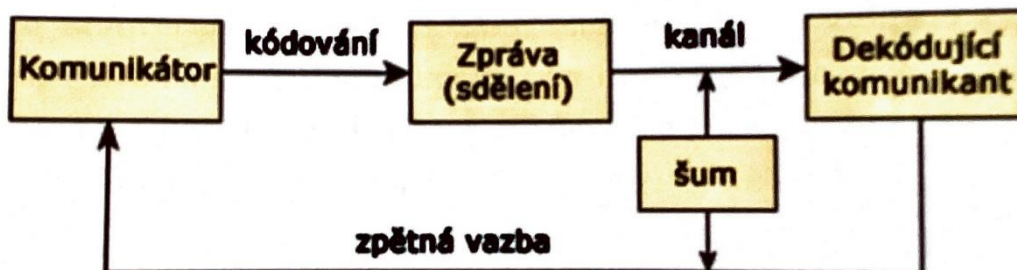 Komunikátor
kódování
Zpráva
(sdělení)
kanál
Dekódující
komunikant
šum
zpětná vazba